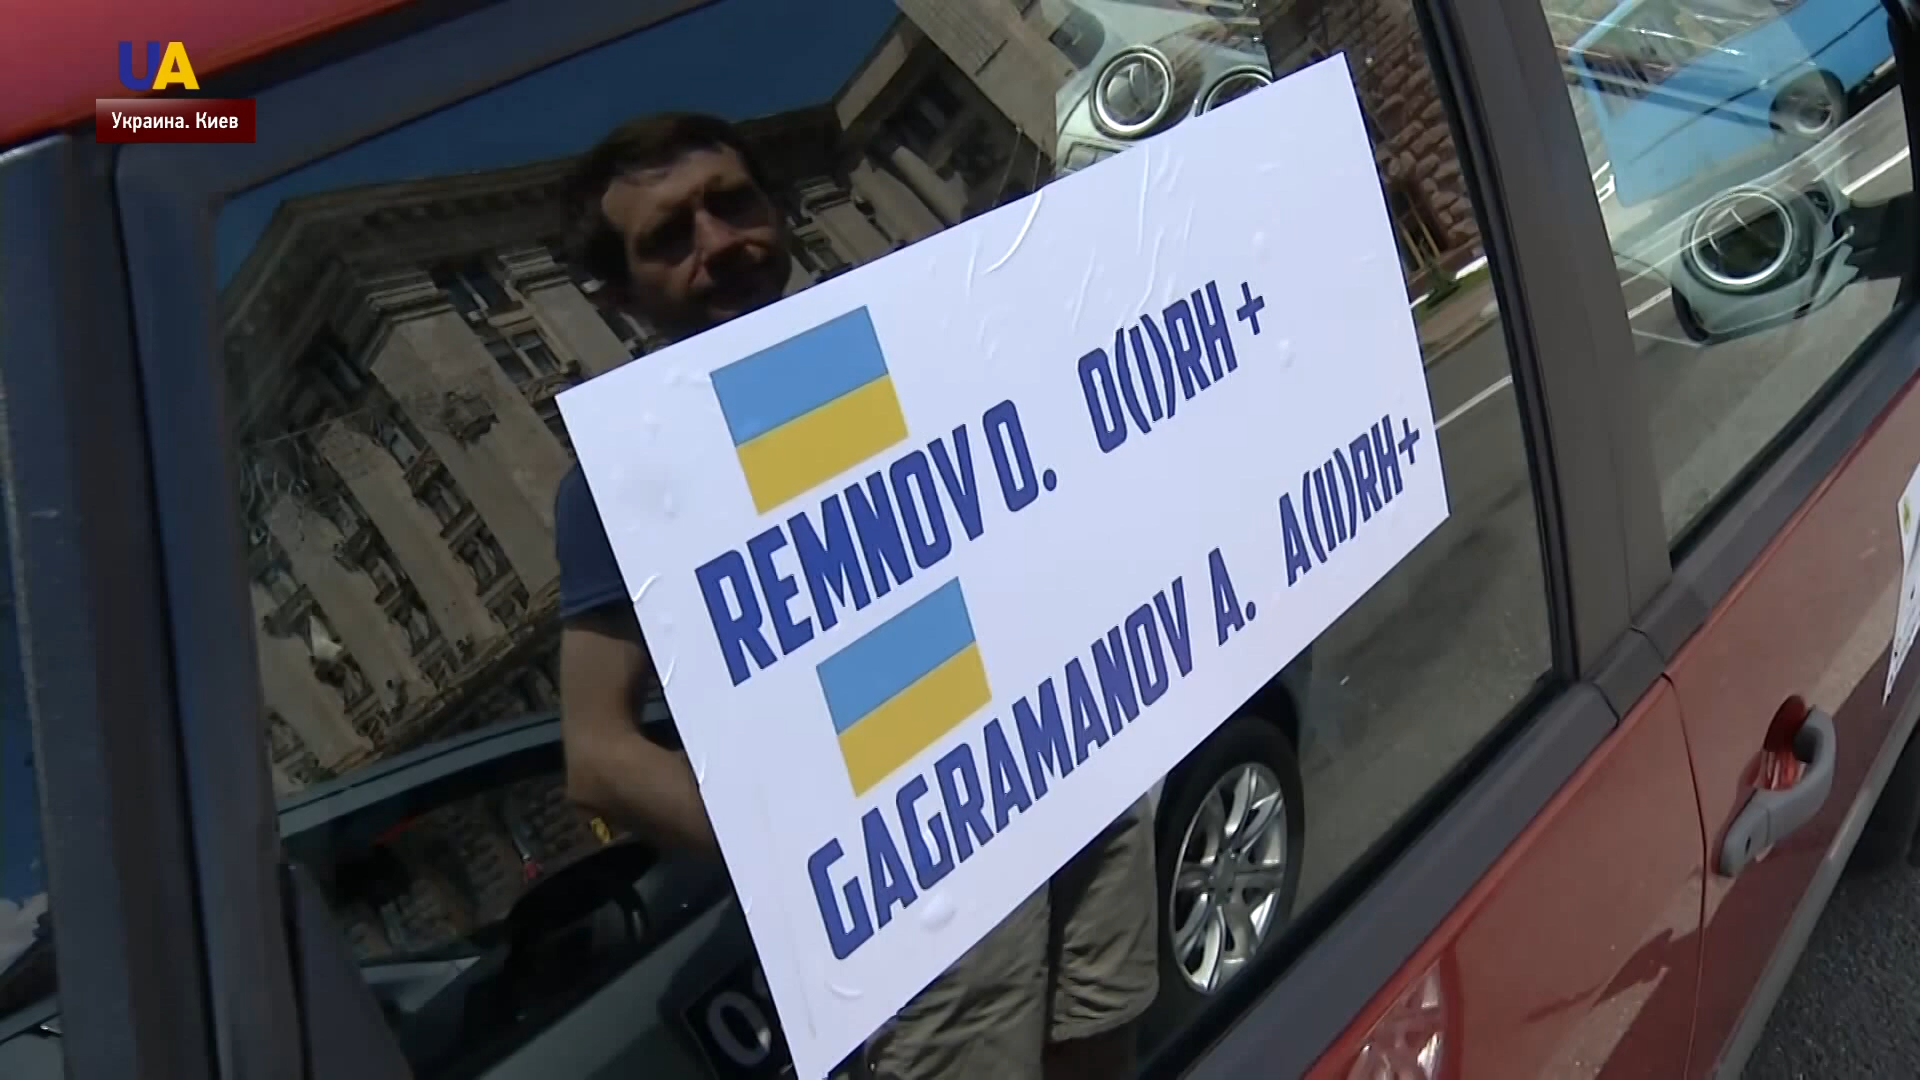 UA
Украина. Киев
REMNOV O. O(I)RH+
GAGRAMANOV A. A(II)RH+